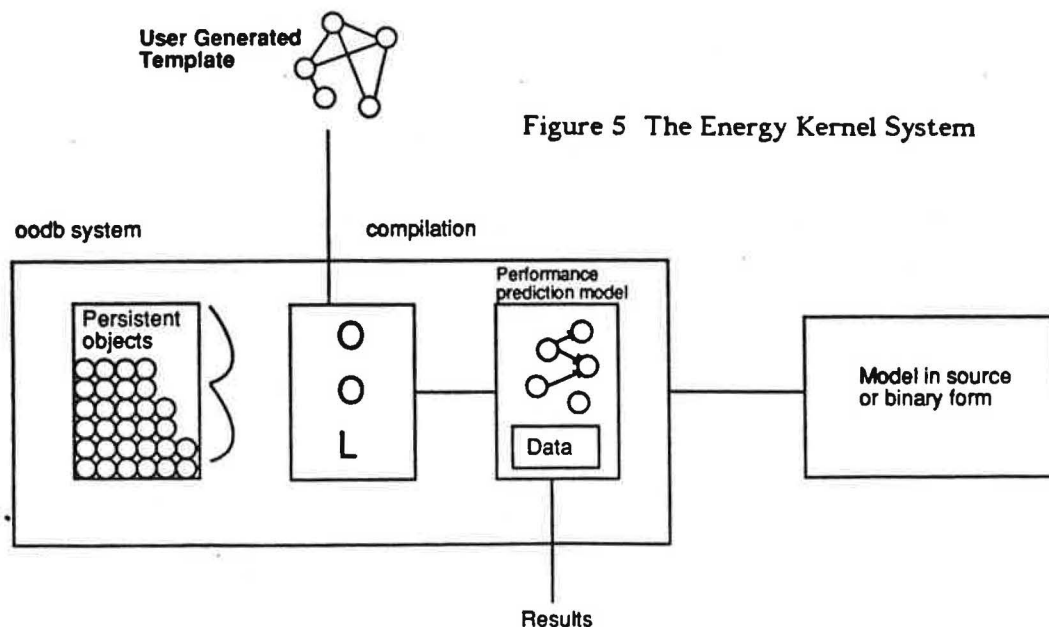 User Generated
Template
Figure 5 The Energy Kernel System
oodb system
compilation
Performance
prediction model
Persistent
objects
O
O
L
Data
Model in source
or binary form
Results